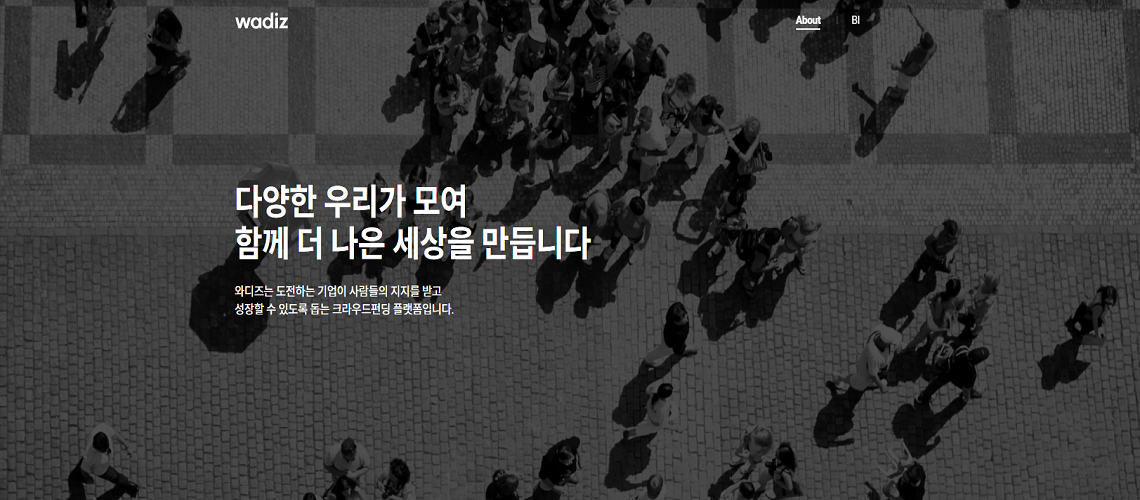 wadiz
About
BI
다양한 우리가 모여
함께 더 나은 세상을 만듭니다
와디즈는 도전하는 기업이 사람들의 지지를 받고
성장할 수 있도록 돕는 크라우드펀딩 플랫폼입니다.